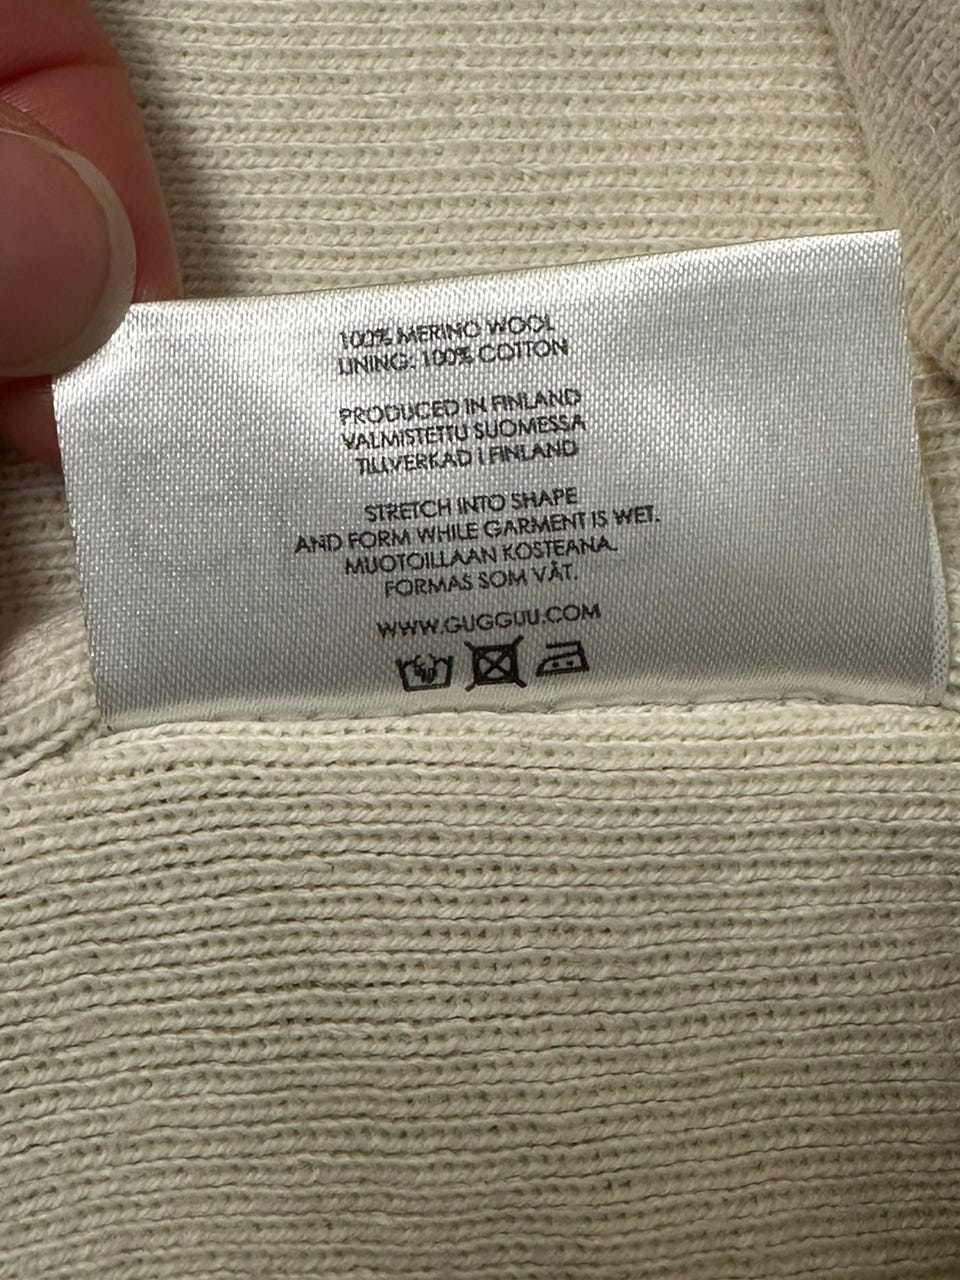 100% MERINO WOOL
LINING: 100% COTTON
PRODUCED IN FINLAND
VALMISTETTU SUOMESSA
TILLVERKAD I FINLAND
STRETCH INTO SHAPE
AND FORM WHILE GARMENT IS WET.
MUOTOILLAAN KOSTEANA.
FORMAS SOM VÅT.
WWW.GUGGUU.COM